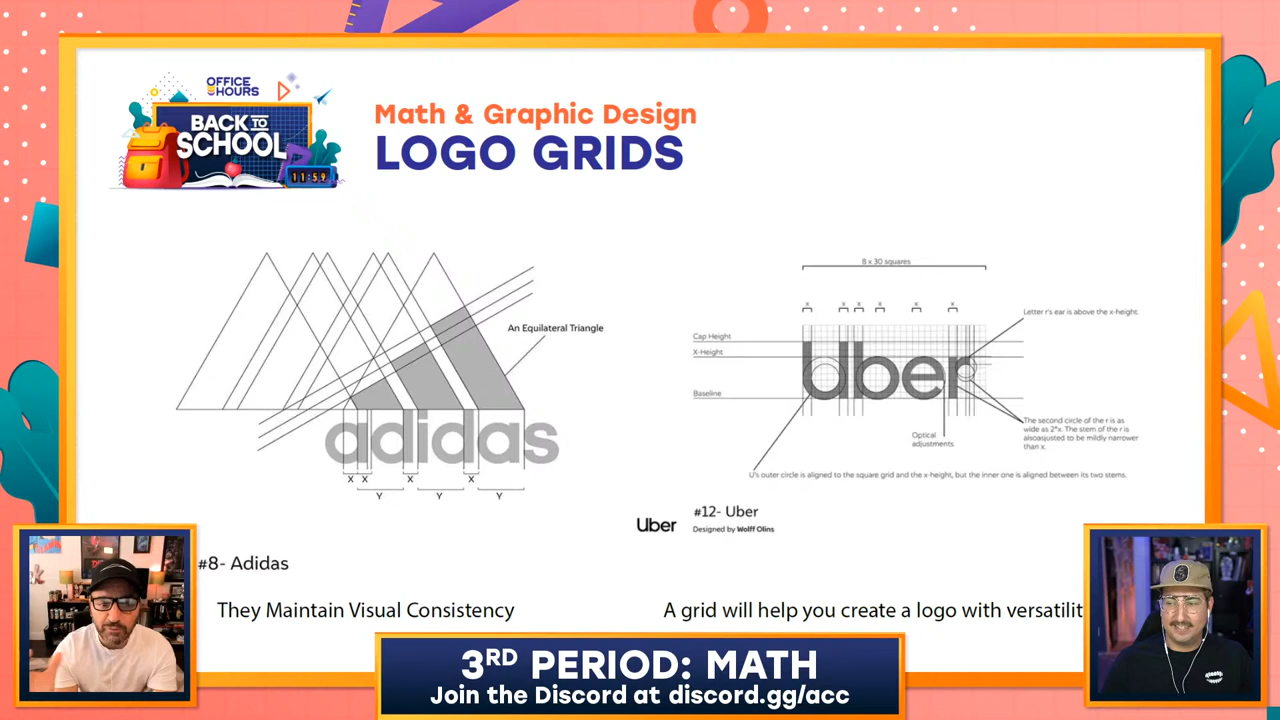 OFFICE
HOURS
BACK TO
SCHOOL
11:59
Math & Graphic Design
LOGO GRIDS
An Equilateral Triangle
adidas
X X X X
Y Y Y
#8- Adidas
They Maintain Visual Consistency
8 x 30 squares
x x x x x x
Letter r's ear is above the x-height.
Cap Height
X-Height
Baseline
Uber
The second circle of the r is as
wide as 2*x. The stem of the r is
alsoasjusted to be mildly narrower
than x.
Optical
adjustments
U's outer circle is aligned to the square grid and the x-height, but the inner one is aligned between its two stems.
Uber
#12- Uber
Designed by Wolff Olins
A grid will help you create a logo with versatilit
3RD PERIOD: MATH
Join the Discord at discord.gg/acc